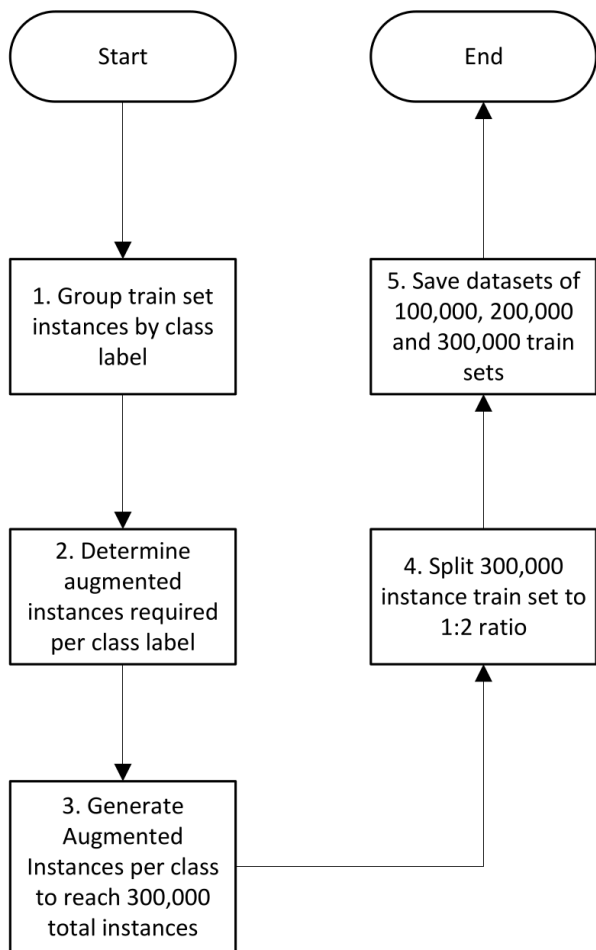 Start
1. Group train set
instances by class
label
2. Determine
augmented
instances required
per class label
3. Generate
Augmented
Instances per class
to reach 300,000
total instances
4. Split 300,000
instance train set to
1:2 ratio
5. Save datasets of
100,000, 200,000
and 300,000 train
sets
End